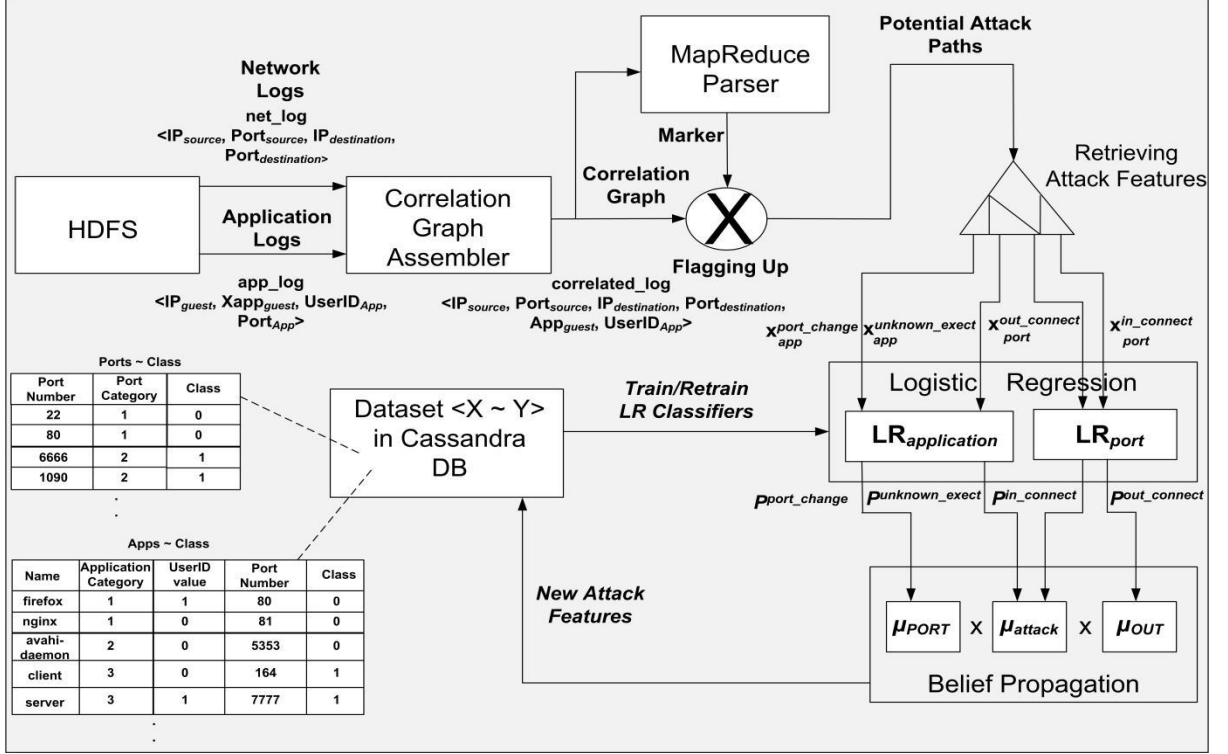 Network
Logs
net_log
<IPsource, Portsource, IPdestination,
Portdestination>
HDFS
Application
Logs
app_log
<IPguest, Xappguest, UserIDApp,
PortApp>
Correlation
Graph
Assembler
MapReduce
Parser
Marker
Correlation
Graph
X
Flagging Up
correlated_log
<IPsource, Portsource, IPdestination, Portdestination,
Appguest, UserIDApp>
Potential Attack
Paths
Retrieving
Attack Features
x port_change app x unknown_exect app x out_connect port x in_connect port
Logistic Regression
LRapplication LRport
Pport_change Punknown_exect Pin_connect Pout_connect
μPORT x μattack x μOUT
Belief Propagation
Train/Retrain
LR Classifiers
Dataset <X ~ Y>
in Cassandra
DB
New Attack
Features
Ports ~ Class
Port Number Port Category Class
22 1 0
80 1 0
6666 2 1
1090 2 1
.
.
Apps ~ Class
Name Application Category UserID value Port Number Class
firefox 1 1 80 0
nginx 1 0 81 0
avahi-daemon 2 0 5353 0
client 3 0 164 1
server 3 1 7777 1
.
.